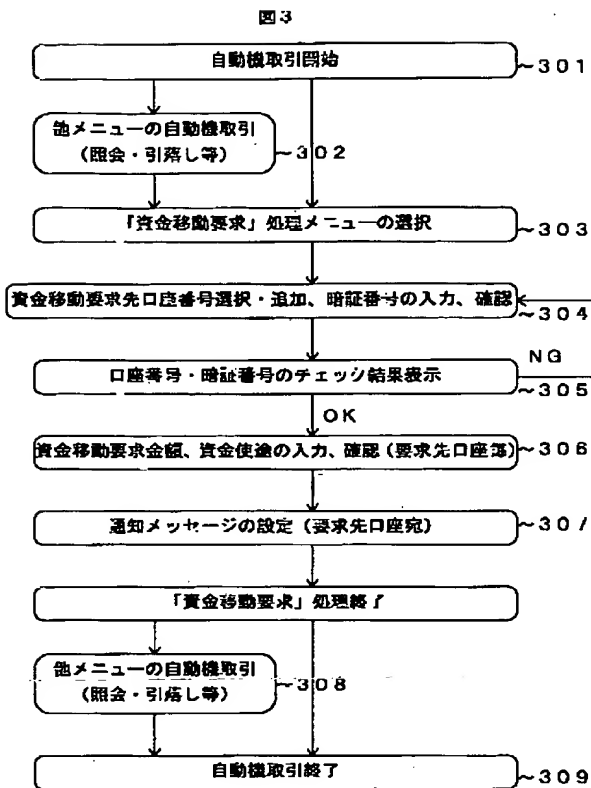 図3
自動機取引開始
~301
他メニューの自動機取引
(照会・引落し等)
~302
「資金移動要求」処理メニューの選択
~303
資金移動要求先口座番号選択・追加、暗証番号の入力、確認
~304
口座番号・暗証番号のチェック結果表示
NG
~305
OK
資金移動要求金額、資金使途の入力、確認(要求先口座毎)
~306
通知メッセージの設定(要求先口座宛)
~307
「資金移動要求」処理終了
他メニューの自動機取引
(照会・引落し等)
~308
自動機取引終了
~309